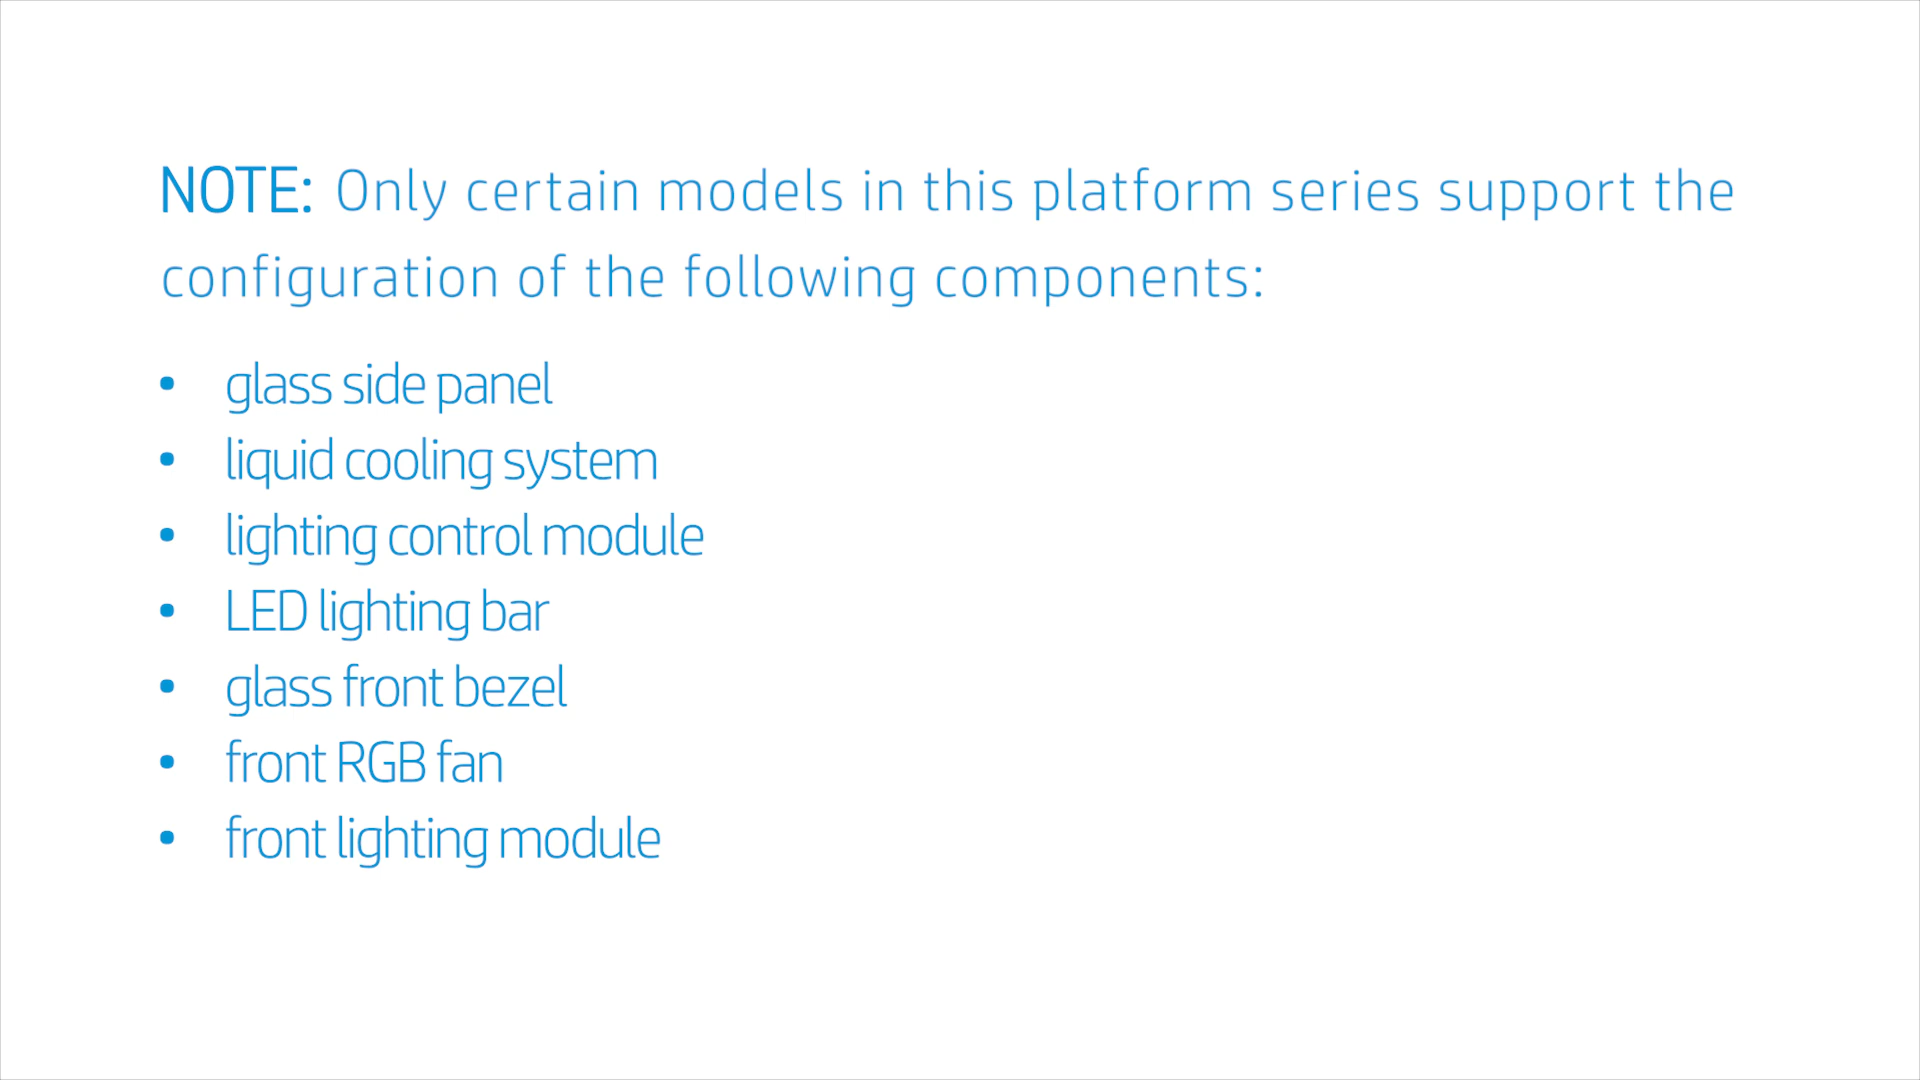 NOTE: Only certain models in this platform series support the
configuration of the following components:
• glass side panel
• liquid cooling system
• lighting control module
• LED lighting bar
• glass front bezel
• front RGB fan
• front lighting module